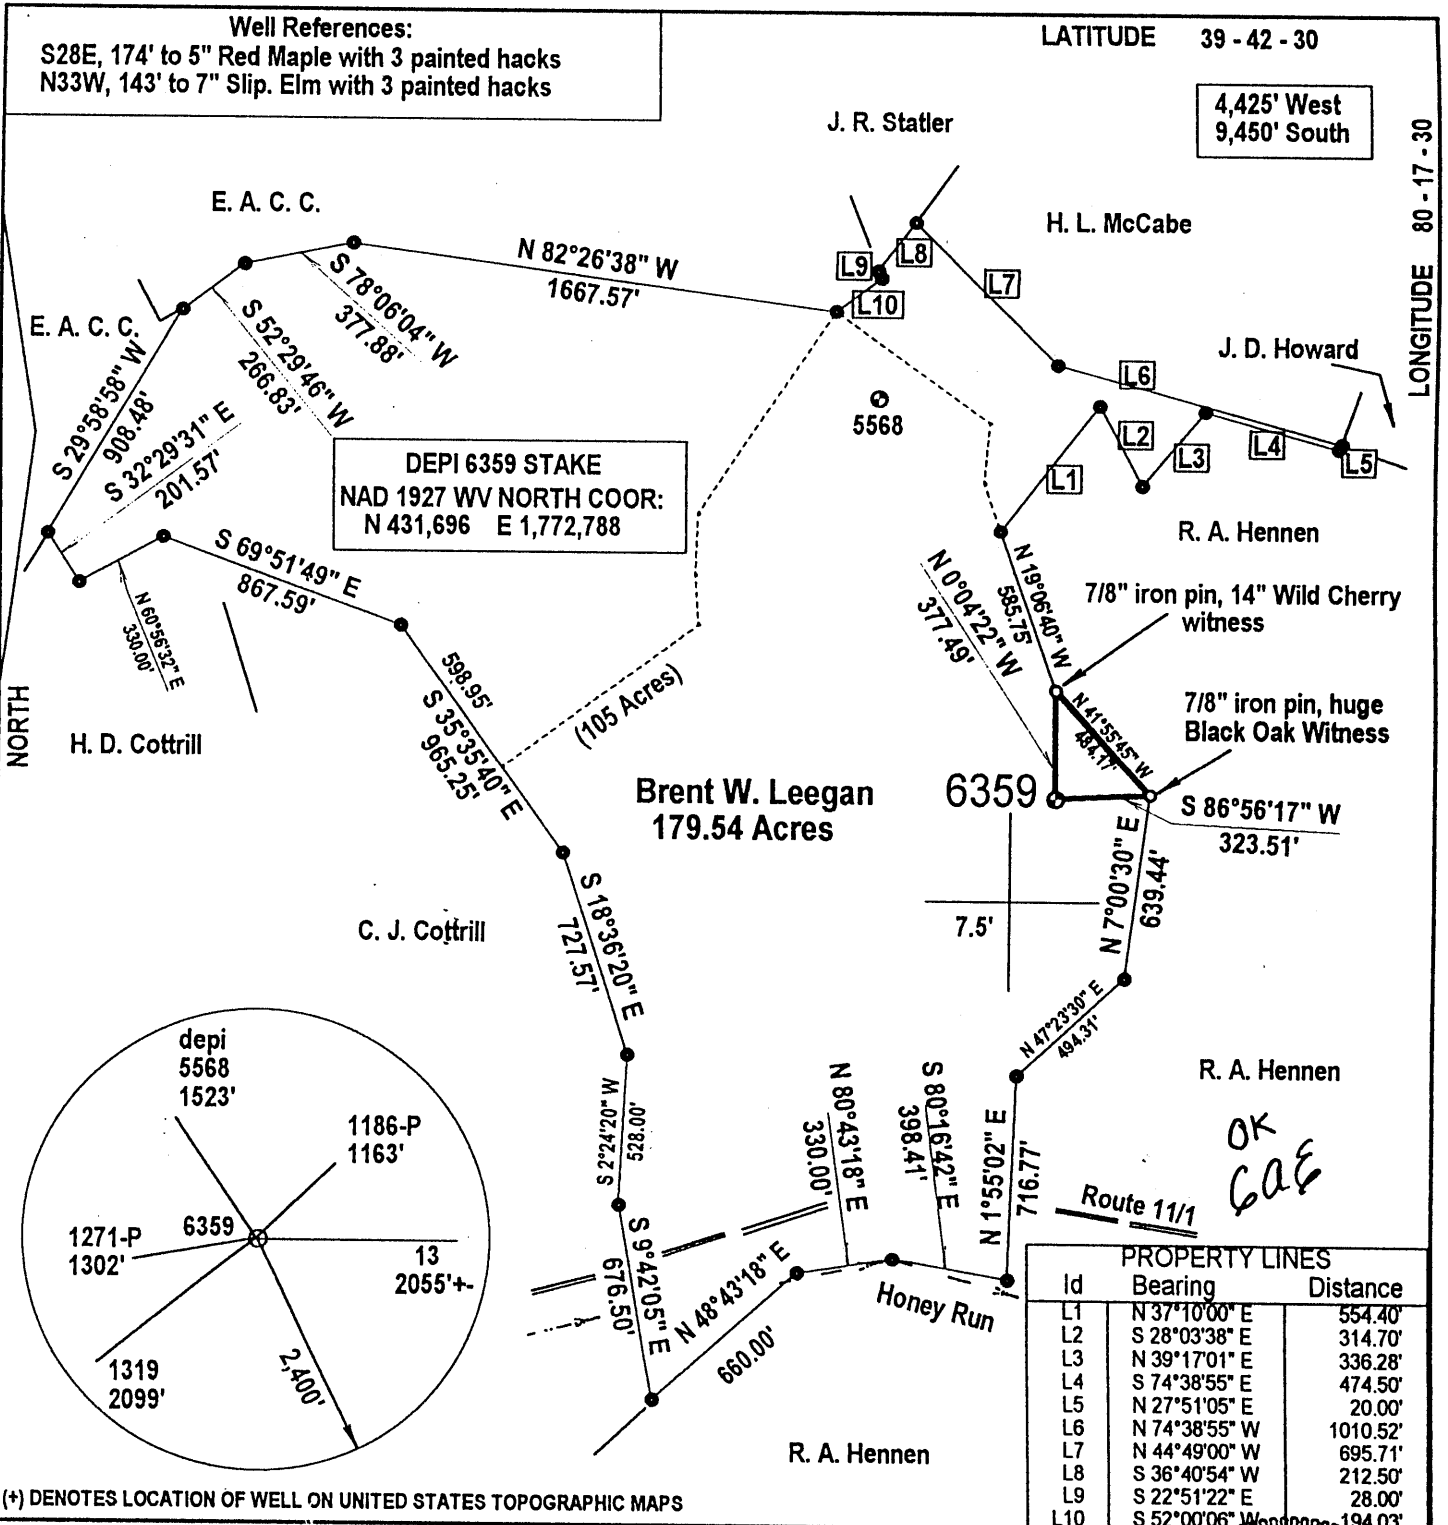 Well References:
S28E, 174' to 5" Red Maple with 3 painted hacks
N33W, 143' to 7" Slip. Elm with 3 painted hacks
LATITUDE 39 - 42 - 30
4,425' West
9,450' South
LONGITUDE 80 - 17 - 30
J. R. Statler
E. A. C. C.
H. L. McCabe
N 82°26'38" W
1667.57'
L9
L8
L10
L7
S 78°06'04" W
377.88'
E. A. C. C.
S 52°29'46" W
266.83'
S 29°58'58" W
908.48'
S 32°29'31" E
201.57'
J. D. Howard
L6
5568
L2
L4
L3
L5
L1
DEPI 6359 STAKE
NAD 1927 WV NORTH COOR:
N 431,696 E 1,772,788
R. A. Hennen
S 69°51'49" E
867.59'
N 60°56'32" E
330.00'
N 19°06'40" W
585.75'
N 0°04'22" W
377.49'
7/8" iron pin, 14" Wild Cherry
witness
7/8" iron pin, huge
Black Oak Witness
N 41°55'45" W
484.17'
598.95'
S 35°35'40" E
965.25'
(105 Acres)
NORTH
H. D. Cottrill
Brent W. Leegan
179.54 Acres
6359
S 86°56'17" W
323.51'
N 7°00'30" E
639.44'
7.5'
C. J. Cottrill
S 18°36'20" E
727.57'
N 47°23'30" E
494.31'
R. A. Hennen
OK
S 2°24'20" W
528.00'
N 80°43'18" E
330.00'
S 80°16'42" E
398.41'
N 1°55'02" E
716.77'
Route 11/1
S 9°42'05" E
676.50'
N 48°43'18" E
660.00'
Honey Run
depi
5568
1523'
1186-P
1163'
6359
1271-P
1302'
13
2055'+-
1319
2099'
2,400'
R. A. Hennen
PROPERTY LINES
Id Bearing Distance
L1 N 37°10'00" E 554.40'
L2 S 28°03'38" E 314.70'
L3 N 39°17'01" E 336.28'
L4 S 74°38'55" E 474.50'
L5 N 27°51'05" E 20.00'
L6 N 74°38'55" W 1010.52'
L7 N 44°49'00" W 695.71'
L8 S 36°40'54" W 212.50'
L9 S 22°51'22" E 28.00'
L10 S 52°00'06" W 194.03'
(+) DENOTES LOCATION OF WELL ON UNITED STATES TOPOGRAPHIC MAPS